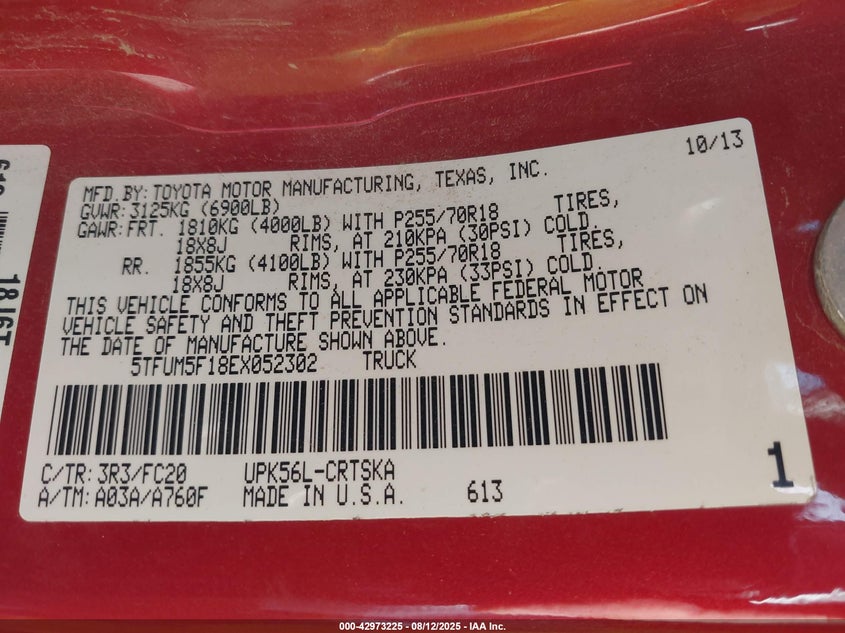 10/13
MFD. BY: TOYOTA MOTOR MANUFACTURING, TEXAS, INC.
GVWR: 3125KG (6900LB)
GAWR: FRT. 1810KG (4000LB) WITH P255/70R18 TIRES,
18X8J RIMS, AT 210KPA (30PSI) COLD,
RR. 1855KG (4100LB) WITH P255/70R18 TIRES,
18X8J RIMS, AT 230KPA (33PSI) COLD.
THIS VEHICLE CONFORMS TO ALL APPLICABLE FEDERAL MOTOR
VEHICLE SAFETY AND THEFT PREVENTION STANDARDS IN EFFECT ON
THE DATE OF MANUFACTURE SHOWN ABOVE.
5TFUM5F18EX052302 TRUCK
C/TR: 3R3/FC20 UPK56L-CRTSKA
A/TM: A03A/A760F MADE IN U.S.A. 613
1
000-42973225 - 08/12/2025 - IAA Inc.